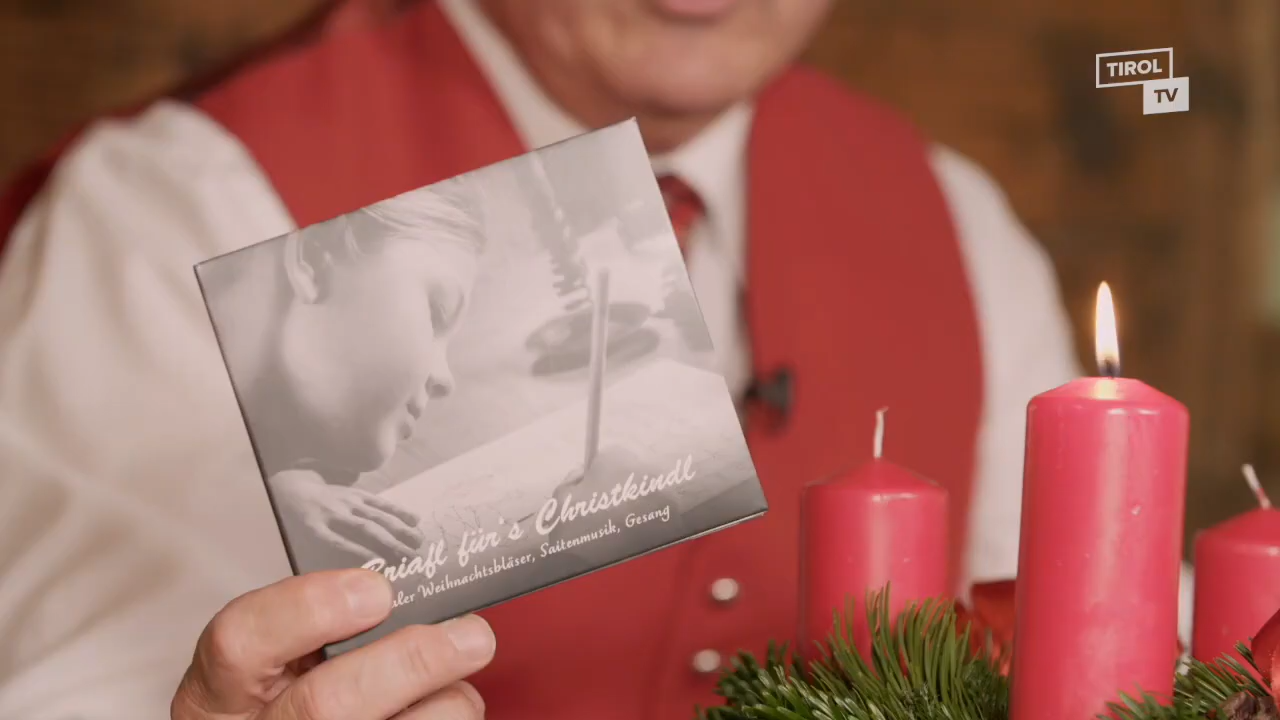 TIROL
TV
Briafl für's Christkindl
Weihnachtsbläser, Saitenmusik, Gesang